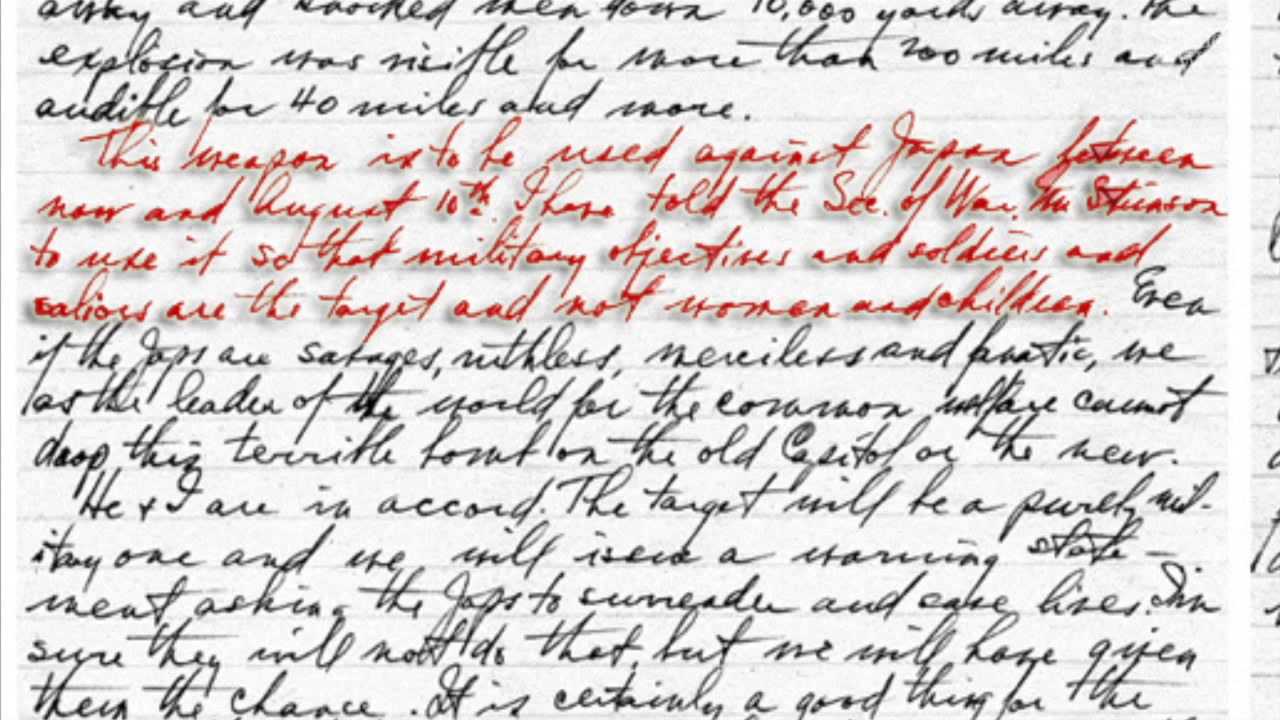 away and knocked men down 10,000 yards away. The
explosion was visible for more than 200 miles and
audible for 40 miles and more.
This weapon is to be used against Japan between
now and August 10th. I have told the Sec. of War, Mr. Stimson
to use it so that military objectives and soldiers and
sailors are the target and not women and children. Even
if the Japs are savages, ruthless, merciless and fanatic, we
as the leader of the world for the common welfare cannot
drop this terrible bomb on the old Capitol or the new.
He & I are in accord. The target will be a purely mil-
itary one and we will issue a warning state-
ment asking the Japs to surrender and save lives. I'm
sure they will not do that, but we will have given
them the chance. It is certainly a good thing for the